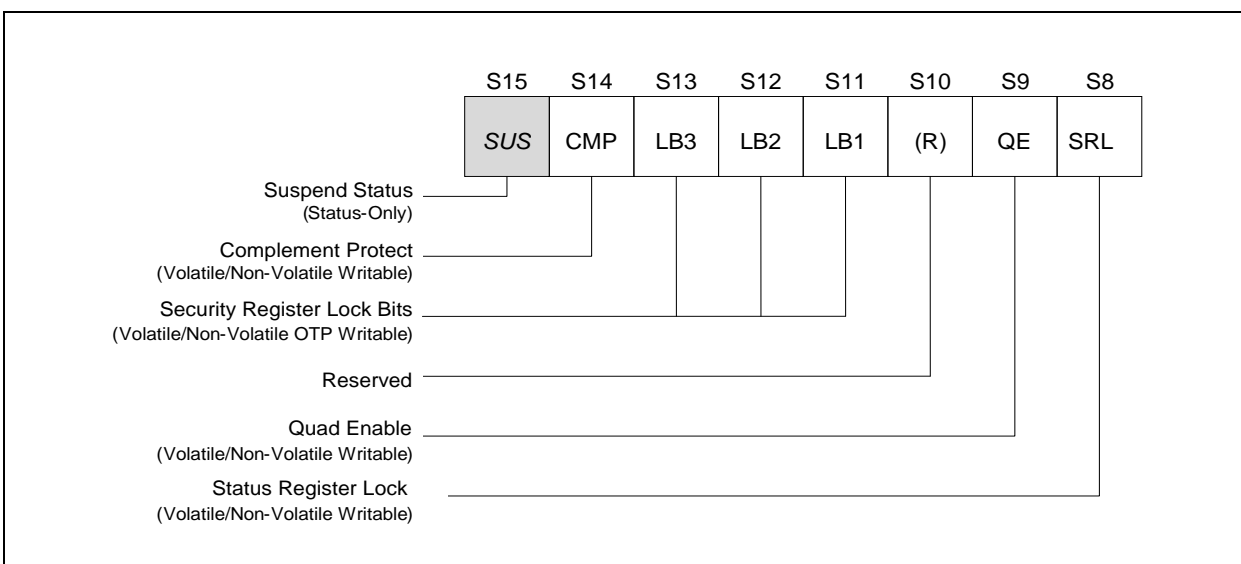 S15 S14 S13 S12 S11 S10 S9 S8
SUS CMP LB3 LB2 LB1 (R) QE SRL
Suspend Status
(Status-Only)
Complement Protect
(Volatile/Non-Volatile Writable)
Security Register Lock Bits
(Volatile/Non-Volatile OTP Writable)
Reserved
Quad Enable
(Volatile/Non-Volatile Writable)
Status Register Lock
(Volatile/Non-Volatile Writable)